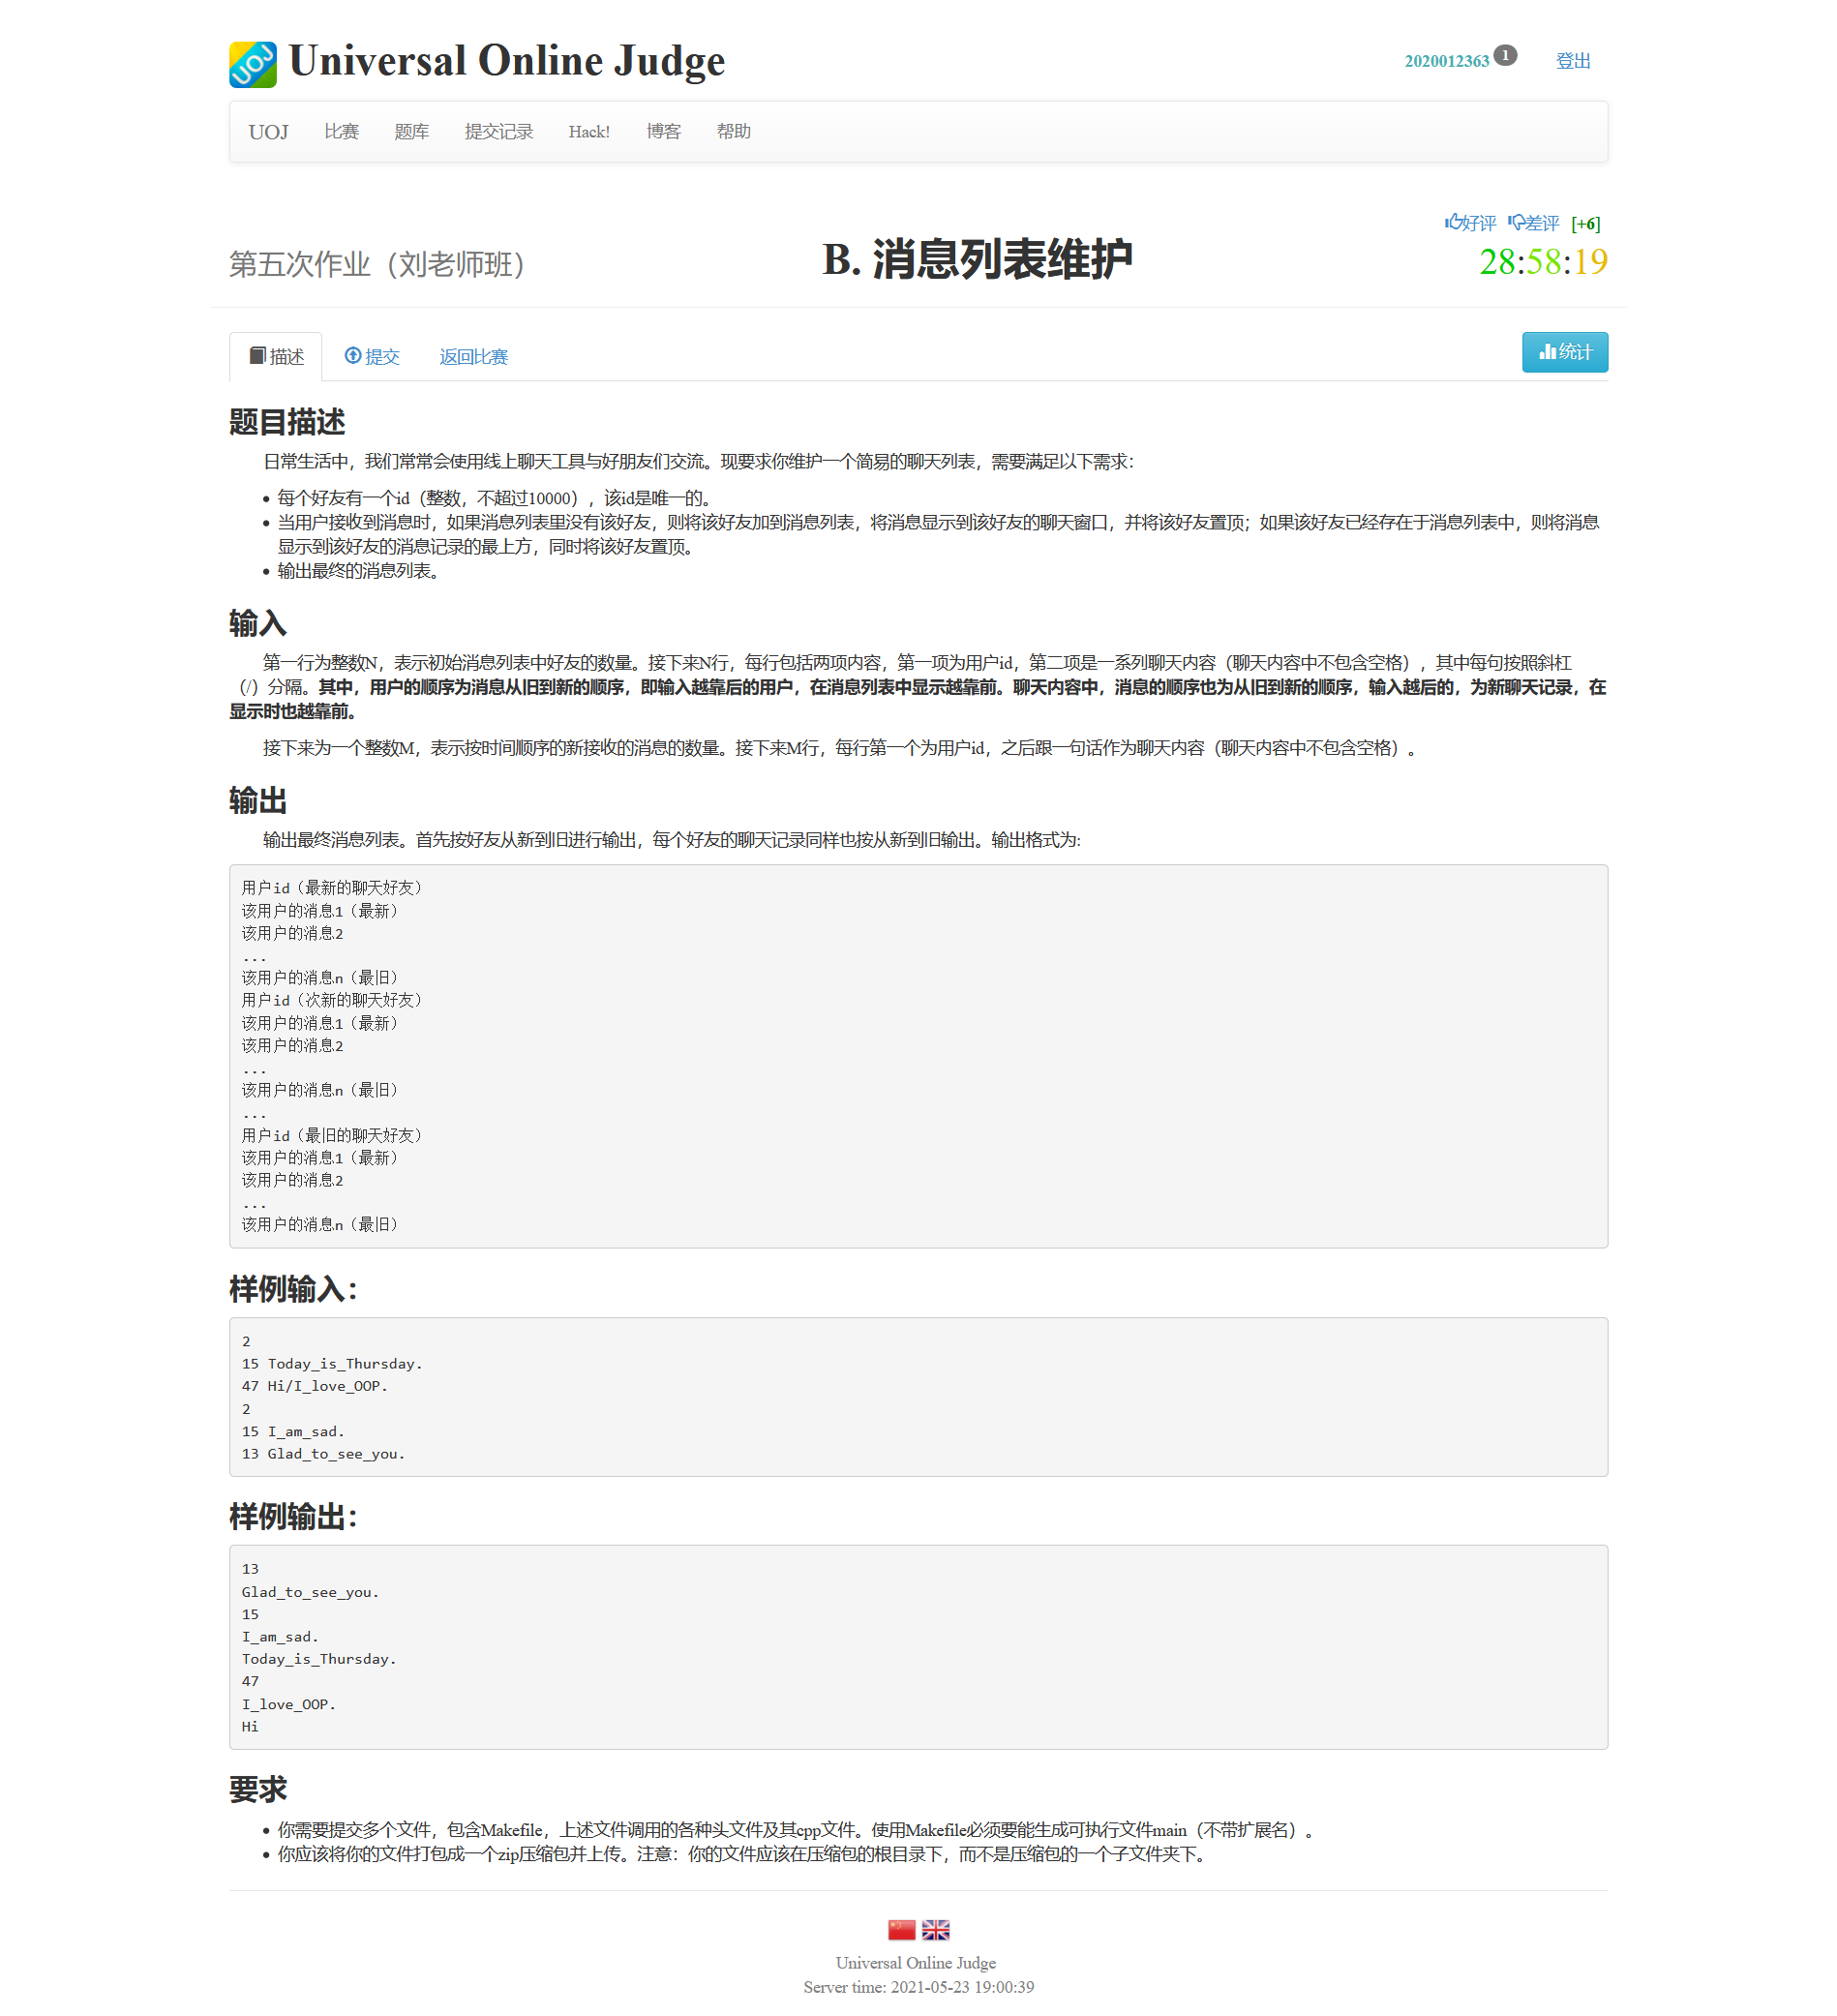 UOJ Universal Online Judge
2020012363 1 登出
UOJ 比赛 题库 提交记录 Hack! 博客 帮助
好评 差评 [+6]
第五次作业（刘老师班） B. 消息列表维护 28:58:19
描述 提交 返回比赛 统计
题目描述
日常生活中，我们常常会使用线上聊天工具与好朋友们交流。现要求你维护一个简易的聊天列表，需要满足以下需求：
• 每个好友有一个id（整数，不超过10000），该id是唯一的。
• 当用户接收到消息时，如果消息列表里没有该好友，则将该好友加到消息列表，将消息显示到该好友的聊天窗口，并将该好友置顶；如果该好友已经存在于消息列表中，则将消息
显示到该好友的消息记录的最上方，同时将该好友置顶。
• 输出最终的消息列表。
输入
第一行为整数N，表示初始消息列表中好友的数量。接下来N行，每行包括两项内容，第一项为用户id，第二项是一系列聊天内容（聊天内容中不包含空格），其中每句按照斜杠
（/）分隔。其中，用户的顺序为消息从旧到新的顺序，即输入越靠后的用户，在消息列表中显示越靠前。聊天内容中，消息的顺序也为从旧到新的顺序，输入越后的，为新聊天记录，在
显示时也越靠前。
接下来为一个整数M，表示按时间顺序的新接收的消息的数量。接下来M行，每行第一个为用户id，之后跟一句话作为聊天内容（聊天内容中不包含空格）。
输出
输出最终消息列表。首先按好友从新到旧进行输出，每个好友的聊天记录同样也按从新到旧输出。输出格式为:
用户id（最新的聊天好友）
该用户的消息1（最新）
该用户的消息2
...
该用户的消息n（最旧）
用户id（次新的聊天好友）
该用户的消息1（最新）
该用户的消息2
...
该用户的消息n（最旧）
...
用户id（最旧的聊天好友）
该用户的消息1（最新）
该用户的消息2
...
该用户的消息n（最旧）
样例输入：
2
15 Today_is_Thursday.
47 Hi/I_love_OOP.
2
15 I_am_sad.
13 Glad_to_see_you.
样例输出：
13
Glad_to_see_you.
15
I_am_sad.
Today_is_Thursday.
47
I_love_OOP.
Hi
要求
• 你需要提交多个文件，包含Makefile，上述文件调用的各种头文件及其cpp文件。使用Makefile必须要能生成可执行文件main（不带扩展名）。
• 你应该将你的文件打包成一个zip压缩包并上传。注意：你的文件应该在压缩包的根目录下，而不是压缩包的一个子文件夹下。
Universal Online Judge
Server time: 2021-05-23 19:00:39